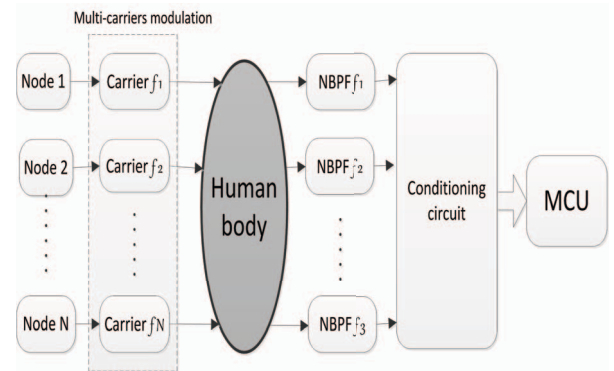 Multi-carriers modulation
Node 1
Carrier f1
NBPF f1
Node 2
Carrier f2
NBPF f2
Human
body
Conditioning
circuit
MCU
Node N
Carrier fN
NBPF f3